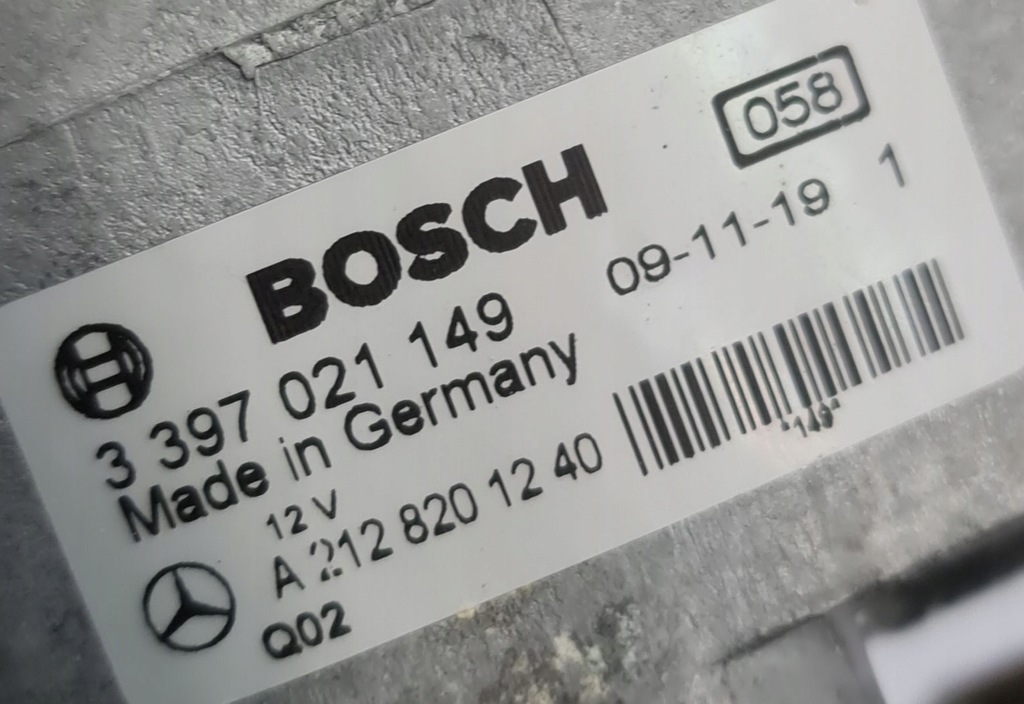 058
BOSCH
09-11-19 1
3 397 021 149
Made in Germany
12 V
A 212 820 12 40
*149*
Q02